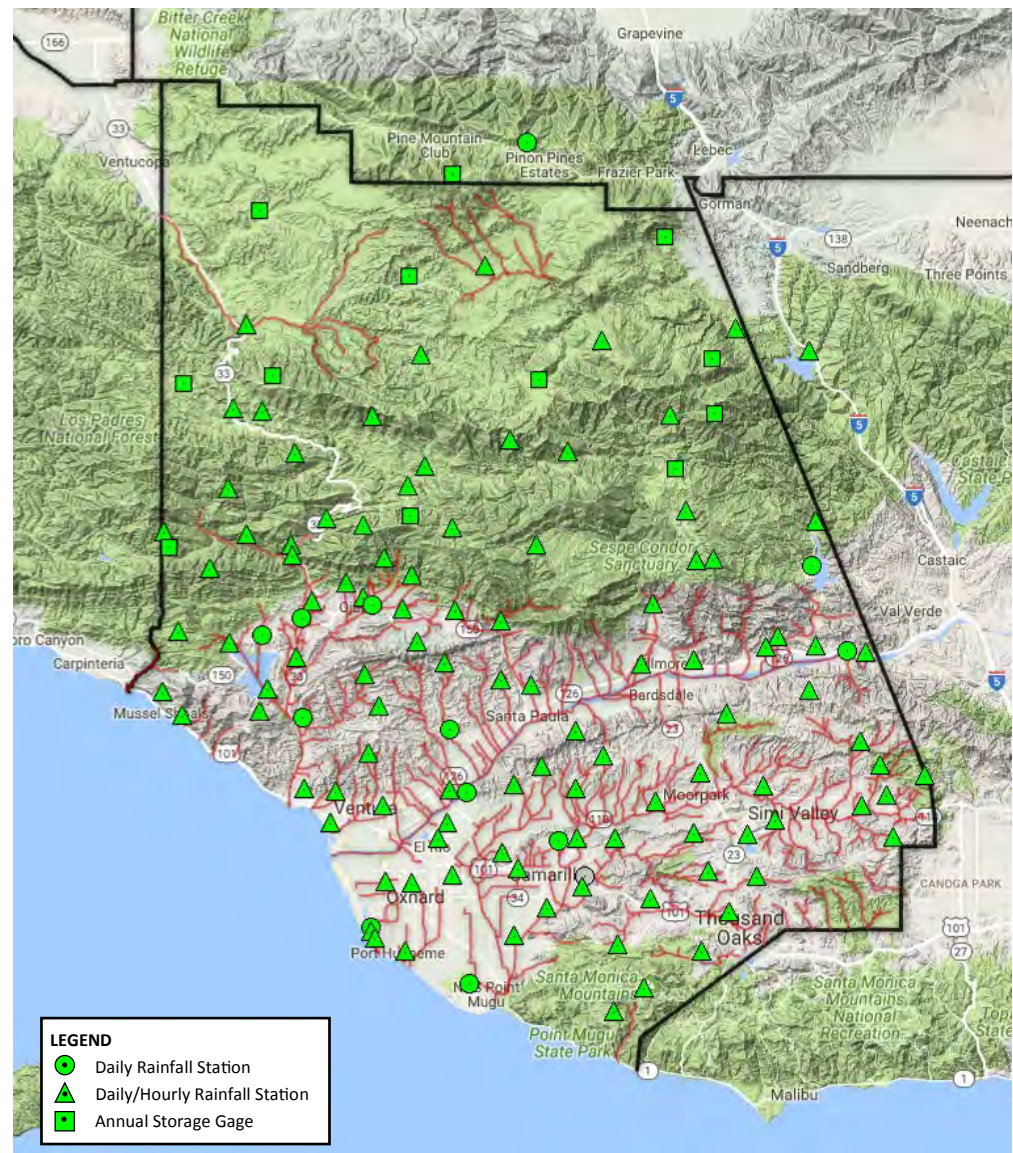 Bitter Creek
National
Wildlife
Refuge
Grapevine
166
5
33
Ventucopa
Pine Mountain
Club
Pinon Pines
Estates
Frazier Park
Lebec
Gorman
Neenach
138
5
Sandberg
Three Points
33
Los Padres
National Forest
5
5
Castaic
Sespe Condor
Sanctuary
Val Verde
Carpinteria
150
150
33
126
5
Mussel Shoals
Santa Paula
126
Bardsdale
23
101
126
Moorpark
Ventura
Simi Valley
118
118
El Rio
23
101
Camarillo
CANOGA PARK
34
Oxnard
101
Thousand
Oaks
101
27
Port Hueneme
Santa Monica
Mountains
Point
Mugu
Santa Monica
Mountains
National
Recreation
Point Mugu
State Park
1
1
Malibu
LEGEND
Daily Rainfall Station
Daily/Hourly Rainfall Station
Annual Storage Gage